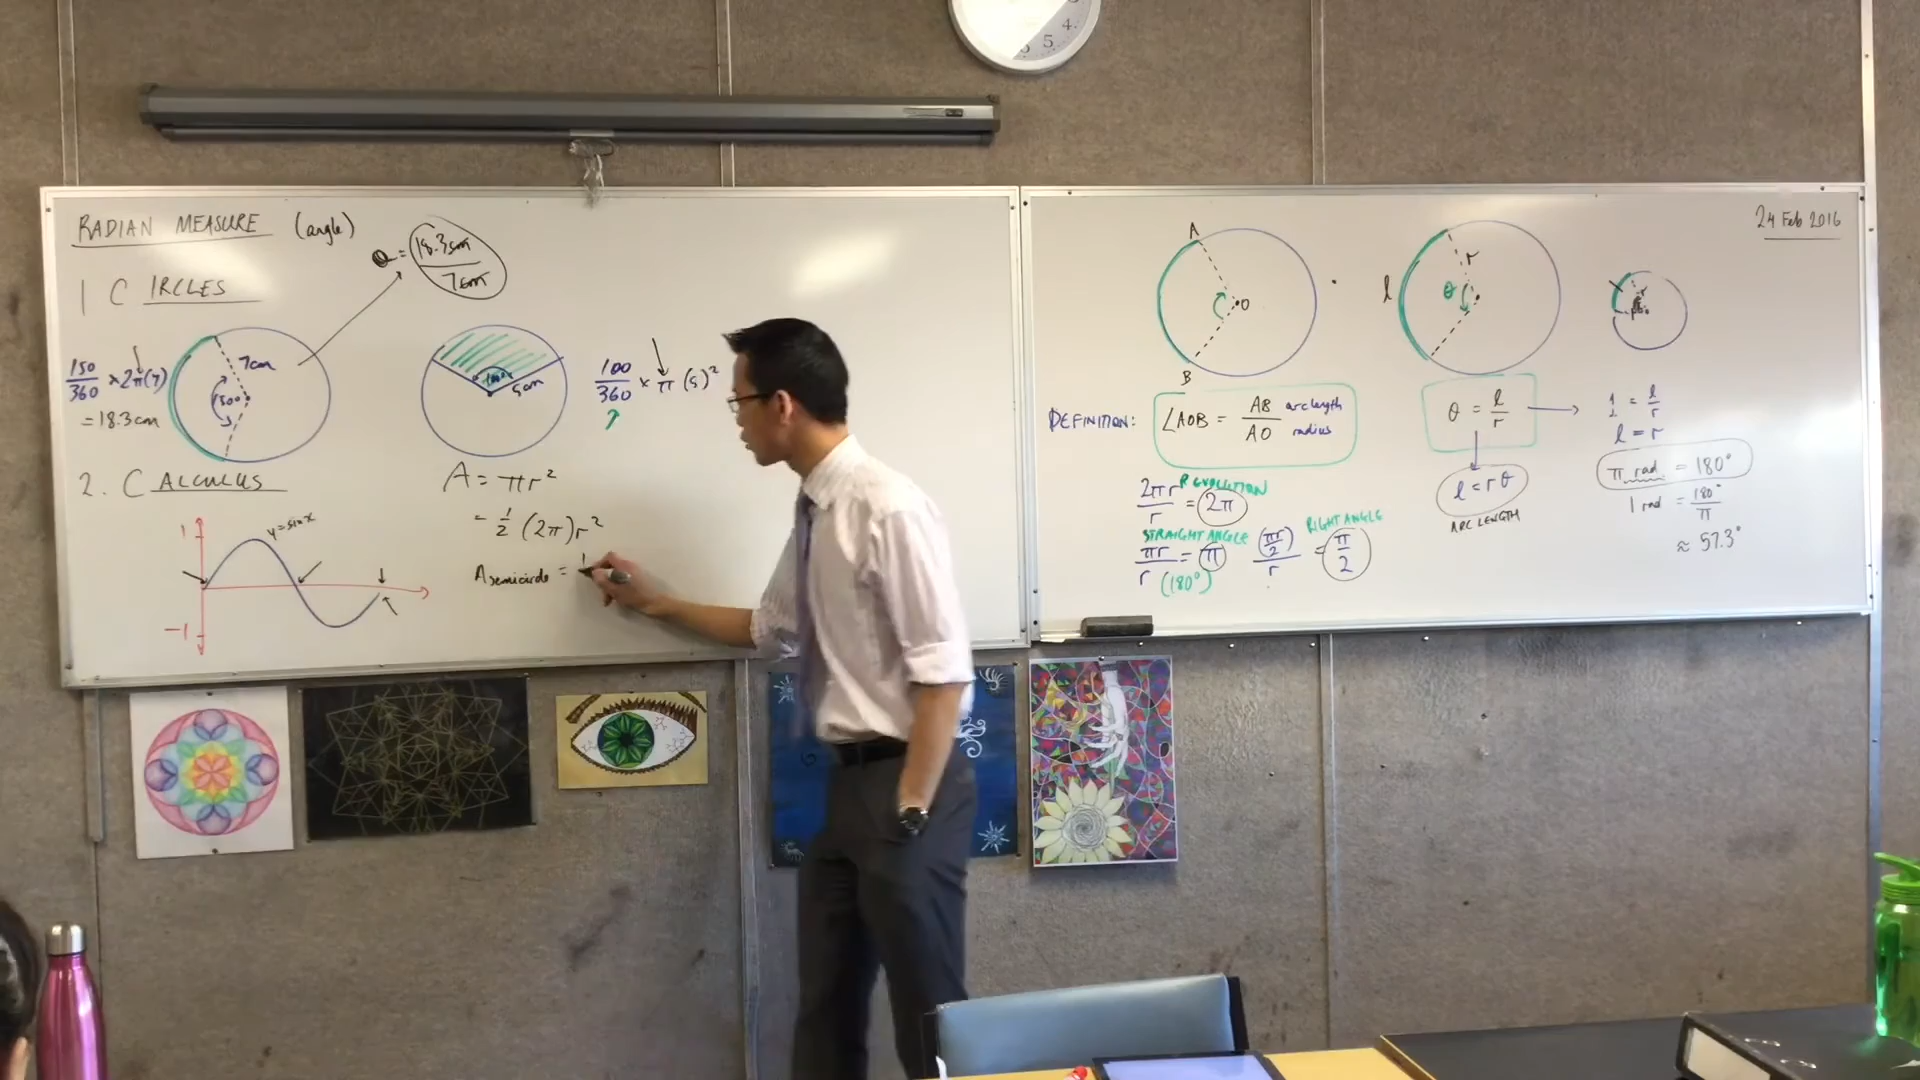 RADIAN MEASURE (angle)
θ = 18.3cm / 7cm
1 CIRCLES
150/360 × 2π(7)
= 18.3cm
7cm
150°
100°
5cm
100/360 × π (5)²
2. CALCULUS
1
y = sin x
-1
A = πr²
= 1/2 (2π)r²
A semicircle = 1
24 Feb 2016
A
O
B
l
r
θ
DEFINITION: ∠AOB = AB/AO arc length radius
θ = l/r
1 = l/r
l = r
2πr/r = 2π REVOLUTION
l = rθ
ARC LENGTH
π rad = 180°
1 rad = 180°/π
≈ 57.3°
STRAIGHT ANGLE
πr/r = π
(180°)
RIGHT ANGLE
(πr/2)/r = π/2
4
5